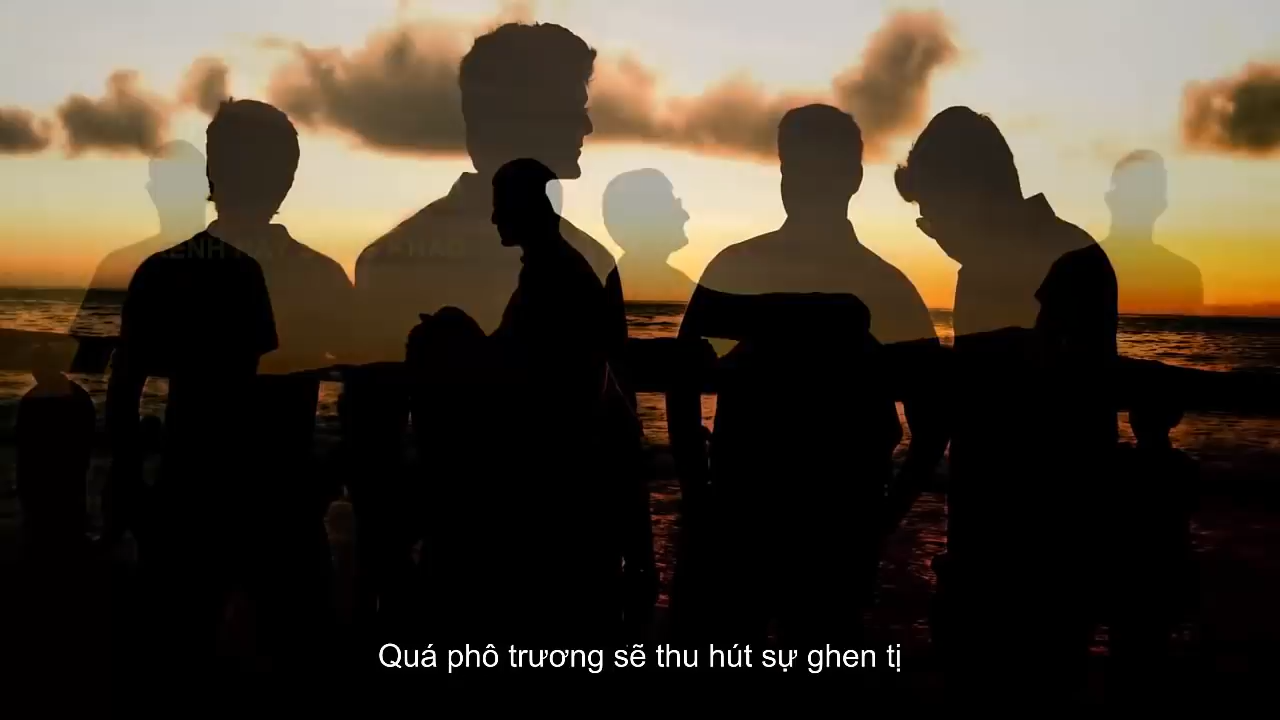 Quá phô trương sẽ thu hút sự ghen tị